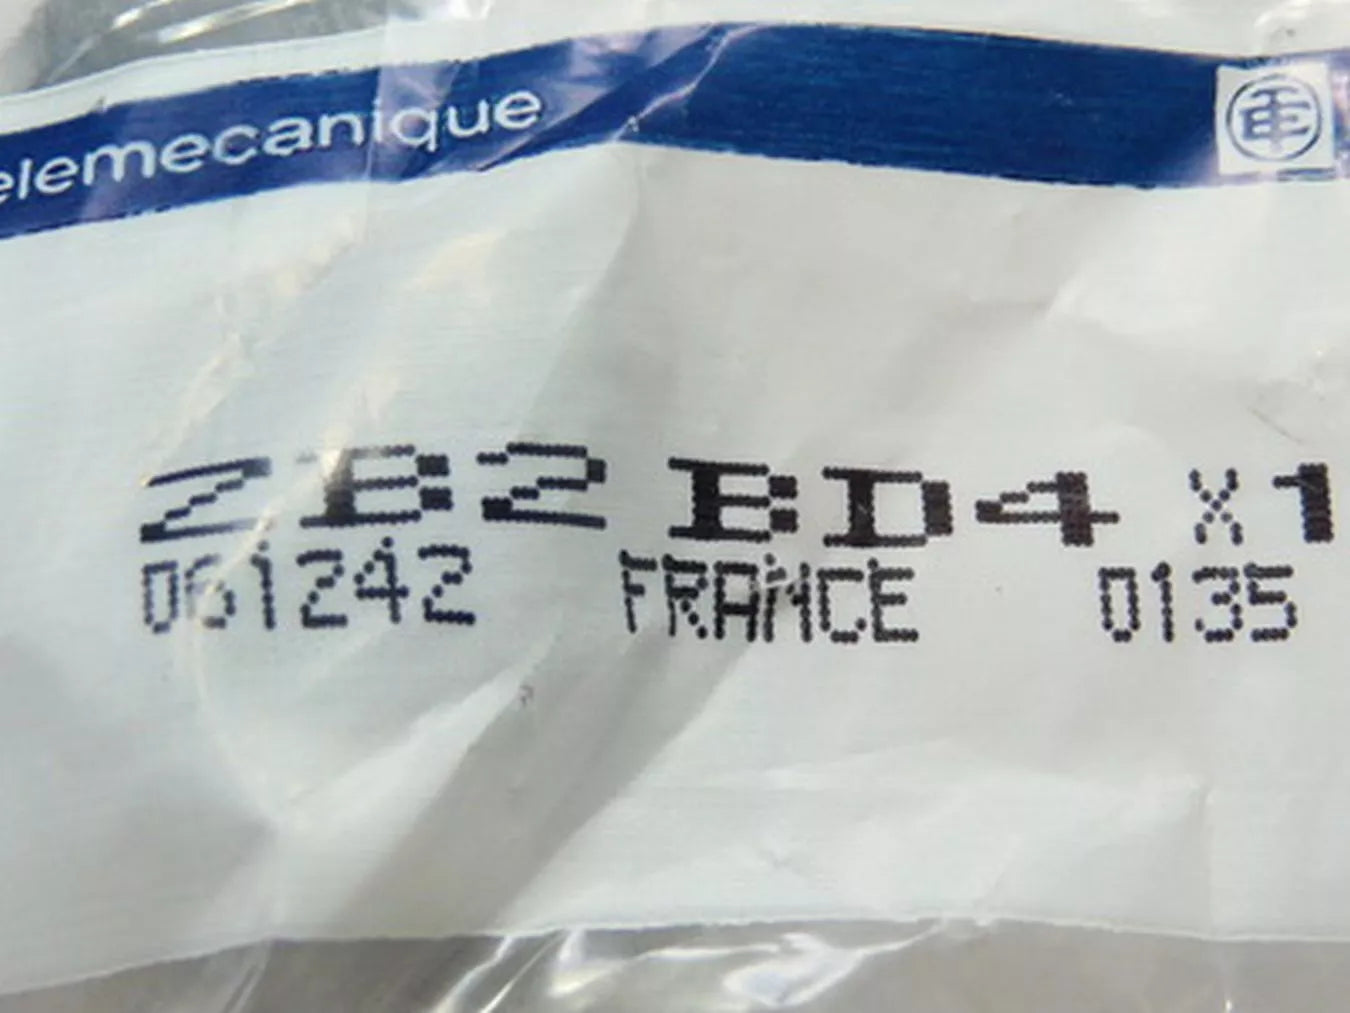 elemecanique
ZB2 BD4 X1
061242 FRANCE 0135